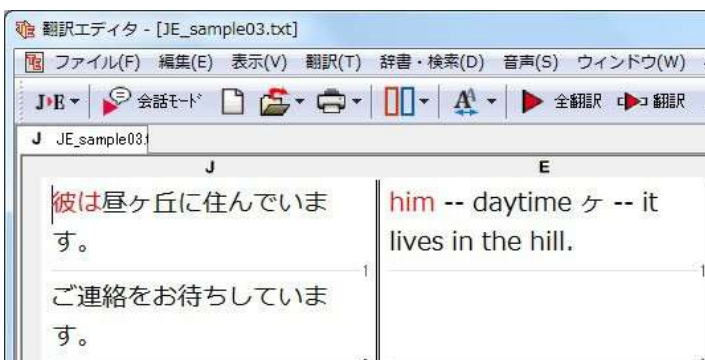 翻訳エディタ - [JE_sample03.txt]
ファイル(F) 編集(E) 表示(V) 翻訳(T) 辞書・検索(D) 音声(S) ウィンドウ(W)
J▸E 会話ﾓｰﾄﾞ 全翻訳 翻訳
J JE_sample03.
J E
彼は昼ヶ丘に住んでいま
す。
him -- daytime ヶ -- it
lives in the hill.
1 1
ご連絡をお待ちしていま
す。